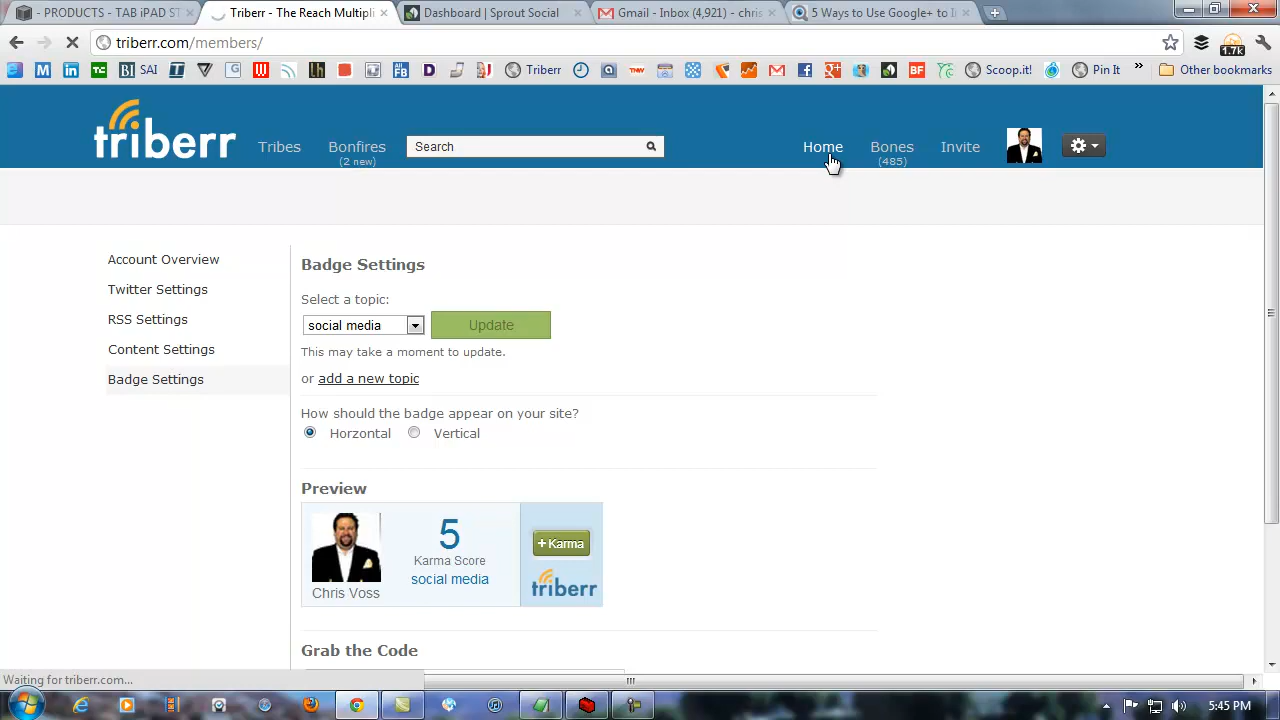 - PRODUCTS - TAB iPAD ST
Triberr - The Reach Multipli
Dashboard | Sprout Social
Gmail - Inbox (4,921) - chris
5 Ways to Use Google+ to I
triberr.com/members/
1.7k
SAI
Triberr
Scoop.it!
Pin It
Other bookmarks
triberr
Tribes
Bonfires
(2 new)
Search
Home
Bones
(485)
Invite
Account Overview
Twitter Settings
RSS Settings
Content Settings
Badge Settings
Badge Settings
Select a topic:
social media
Update
This may take a moment to update.
or add a new topic
How should the badge appear on your site?
Horzontal
Vertical
Preview
5
Karma Score
social media
Chris Voss
+Karma
triberr
Grab the Code
Waiting for triberr.com...
5:45 PM